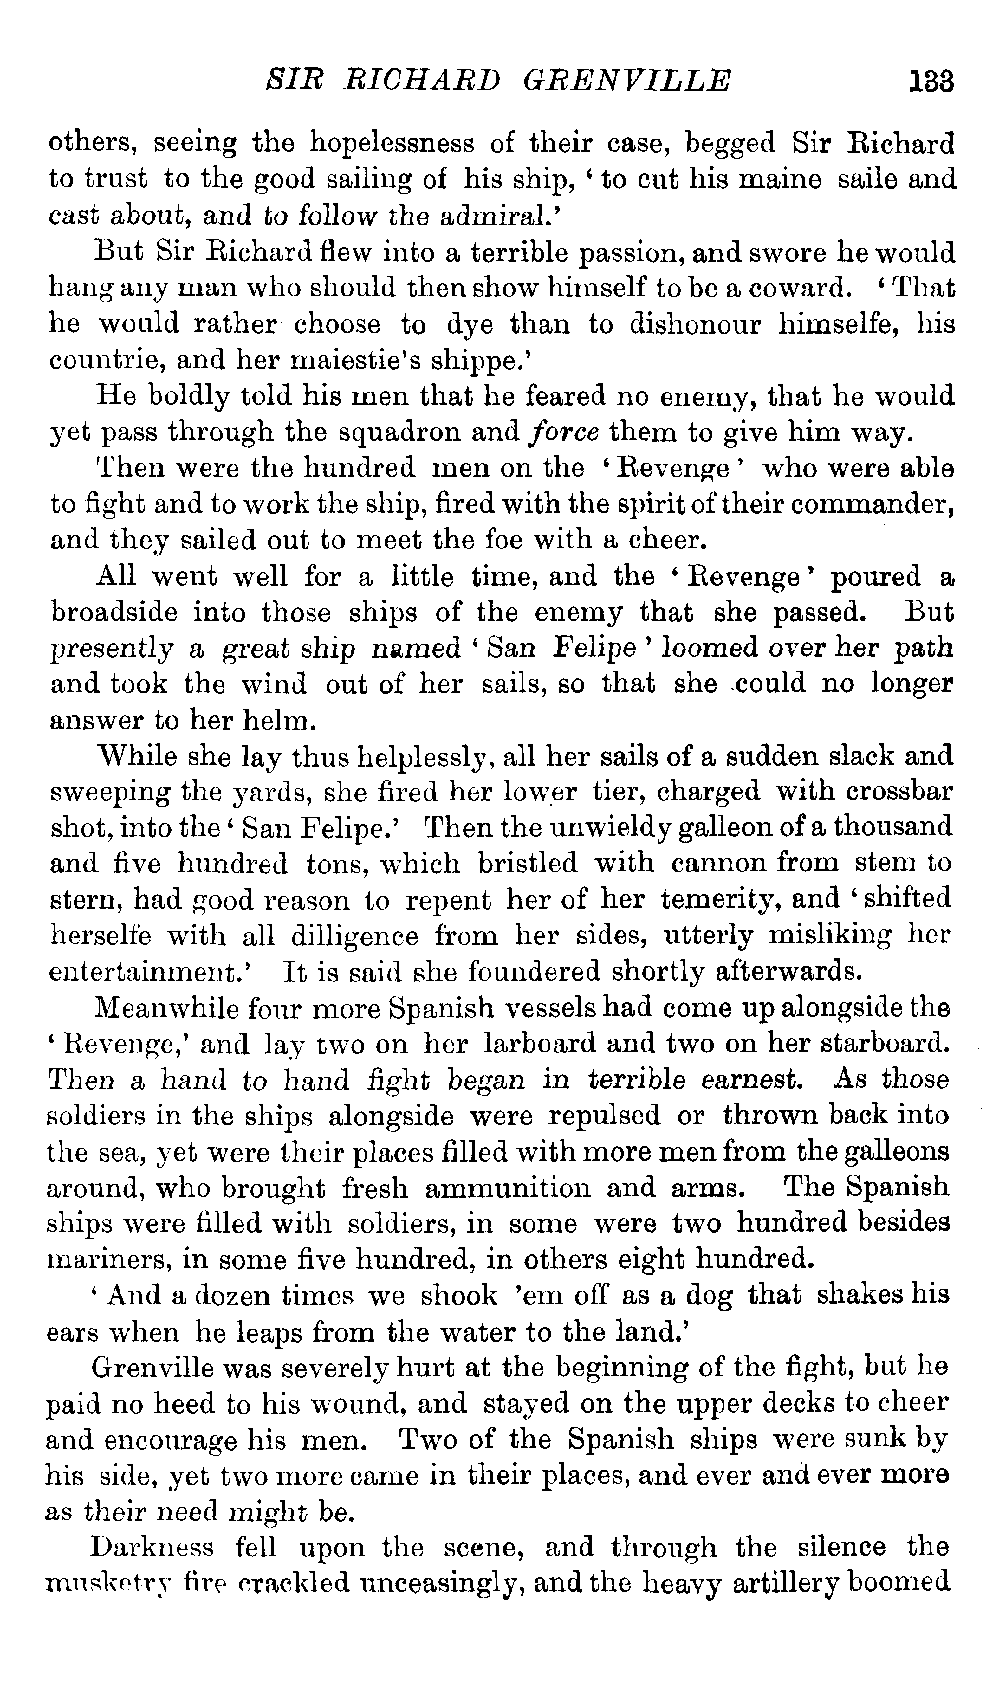 SIR RICHARD GRENVILLE 133
others, seeing the hopelessness of their case, begged Sir Richard
to trust to the good sailing of his ship, ‘ to cut his maine saile and
cast about, and to follow the admiral.’
But Sir Richard flew into a terrible passion, and swore he would
hang any man who should then show himself to be a coward. ‘ That
he would rather choose to dye than to dishonour himselfe, his
countrie, and her maiestie's shippe.’
He boldly told his men that he feared no enemy, that he would
yet pass through the squadron and force them to give him way.
Then were the hundred men on the ‘ Revenge ’ who were able
to fight and to work the ship, fired with the spirit of their commander,
and they sailed out to meet the foe with a cheer.
All went well for a little time, and the ‘ Revenge ’ poured a
broadside into those ships of the enemy that she passed. But
presently a great ship named ‘ San Felipe ’ loomed over her path
and took the wind out of her sails, so that she could no longer
answer to her helm.
While she lay thus helplessly, all her sails of a sudden slack and
sweeping the yards, she fired her lower tier, charged with crossbar
shot, into the ‘ San Felipe.’ Then the unwieldy galleon of a thousand
and five hundred tons, which bristled with cannon from stem to
stern, had good reason to repent her of her temerity, and ‘ shifted
herselfe with all dilligence from her sides, utterly misliking her
entertainment.’ It is said she foundered shortly afterwards.
Meanwhile four more Spanish vessels had come up alongside the
‘ Revenge,’ and lay two on her larboard and two on her starboard.
Then a hand to hand fight began in terrible earnest. As those
soldiers in the ships alongside were repulsed or thrown back into
the sea, yet were their places filled with more men from the galleons
around, who brought fresh ammunition and arms. The Spanish
ships were filled with soldiers, in some were two hundred besides
mariners, in some five hundred, in others eight hundred.
‘ And a dozen times we shook ’em off as a dog that shakes his
ears when he leaps from the water to the land.’
Grenville was severely hurt at the beginning of the fight, but he
paid no heed to his wound, and stayed on the upper decks to cheer
and encourage his men. Two of the Spanish ships were sunk by
his side, yet two more came in their places, and ever and ever more
as their need might be.
Darkness fell upon the scene, and through the silence the
musketry fire crackled unceasingly, and the heavy artillery boomed